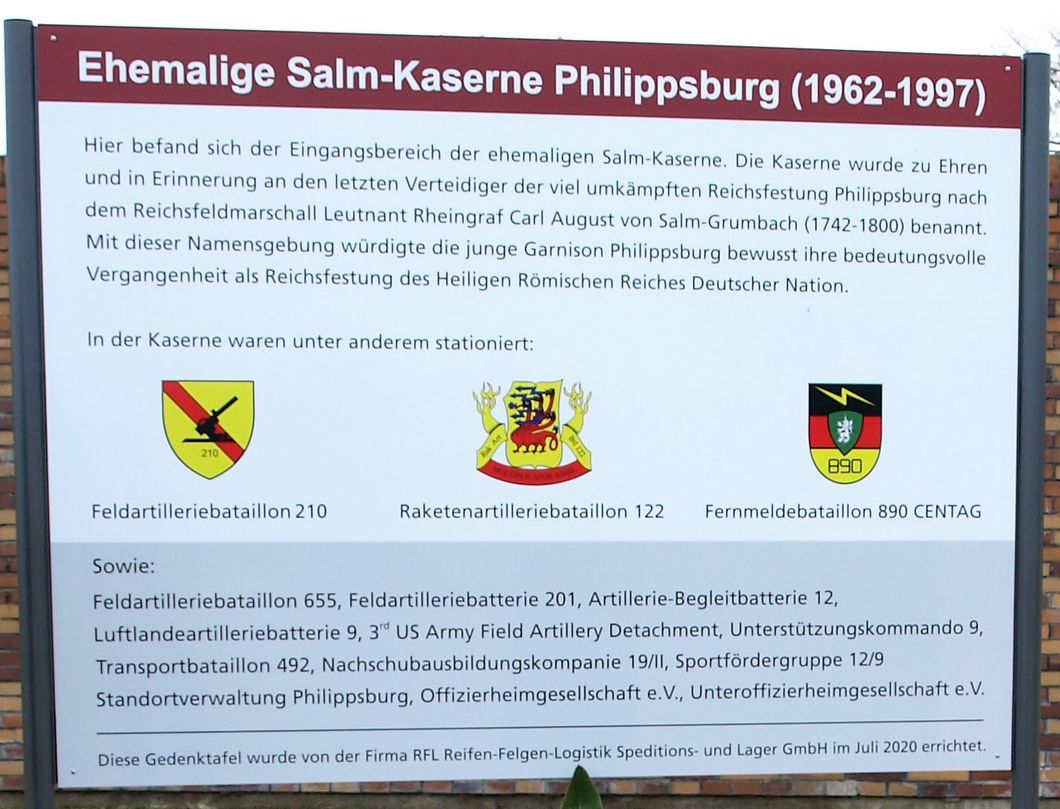 Ehemalige Salm-Kaserne Philippsburg (1962-1997)
Hier befand sich der Eingangsbereich der ehemaligen Salm-Kaserne. Die Kaserne wurde zu Ehren
und in Erinnerung an den letzten Verteidiger der viel umkämpften Reichsfestung Philippsburg nach
dem Reichsfeldmarschall Leutnant Rheingraf Carl August von Salm-Grumbach (1742-1800) benannt.
Mit dieser Namensgebung würdigte die junge Garnison Philippsburg bewusst ihre bedeutungsvolle
Vergangenheit als Reichsfestung des Heiligen Römischen Reiches Deutscher Nation.
In der Kaserne waren unter anderem stationiert:
210
Rak Art Btl 122
890
Feldartilleriebataillon 210 Raketenartilleriebataillon 122 Fernmeldebataillon 890 CENTAG
Sowie:
Feldartilleriebataillon 655, Feldartilleriebatterie 201, Artillerie-Begleitbatterie 12,
Luftlandeartilleriebatterie 9, 3rd US Army Field Artillery Detachment, Unterstützungskommando 9,
Transportbataillon 492, Nachschubausbildungskompanie 19/II, Sportfördergruppe 12/9
Standortverwaltung Philippsburg, Offizierheimgesellschaft e.V., Unteroffizierheimgesellschaft e.V.
Diese Gedenktafel wurde von der Firma RFL Reifen-Felgen-Logistik Speditions- und Lager GmbH im Juli 2020 errichtet.